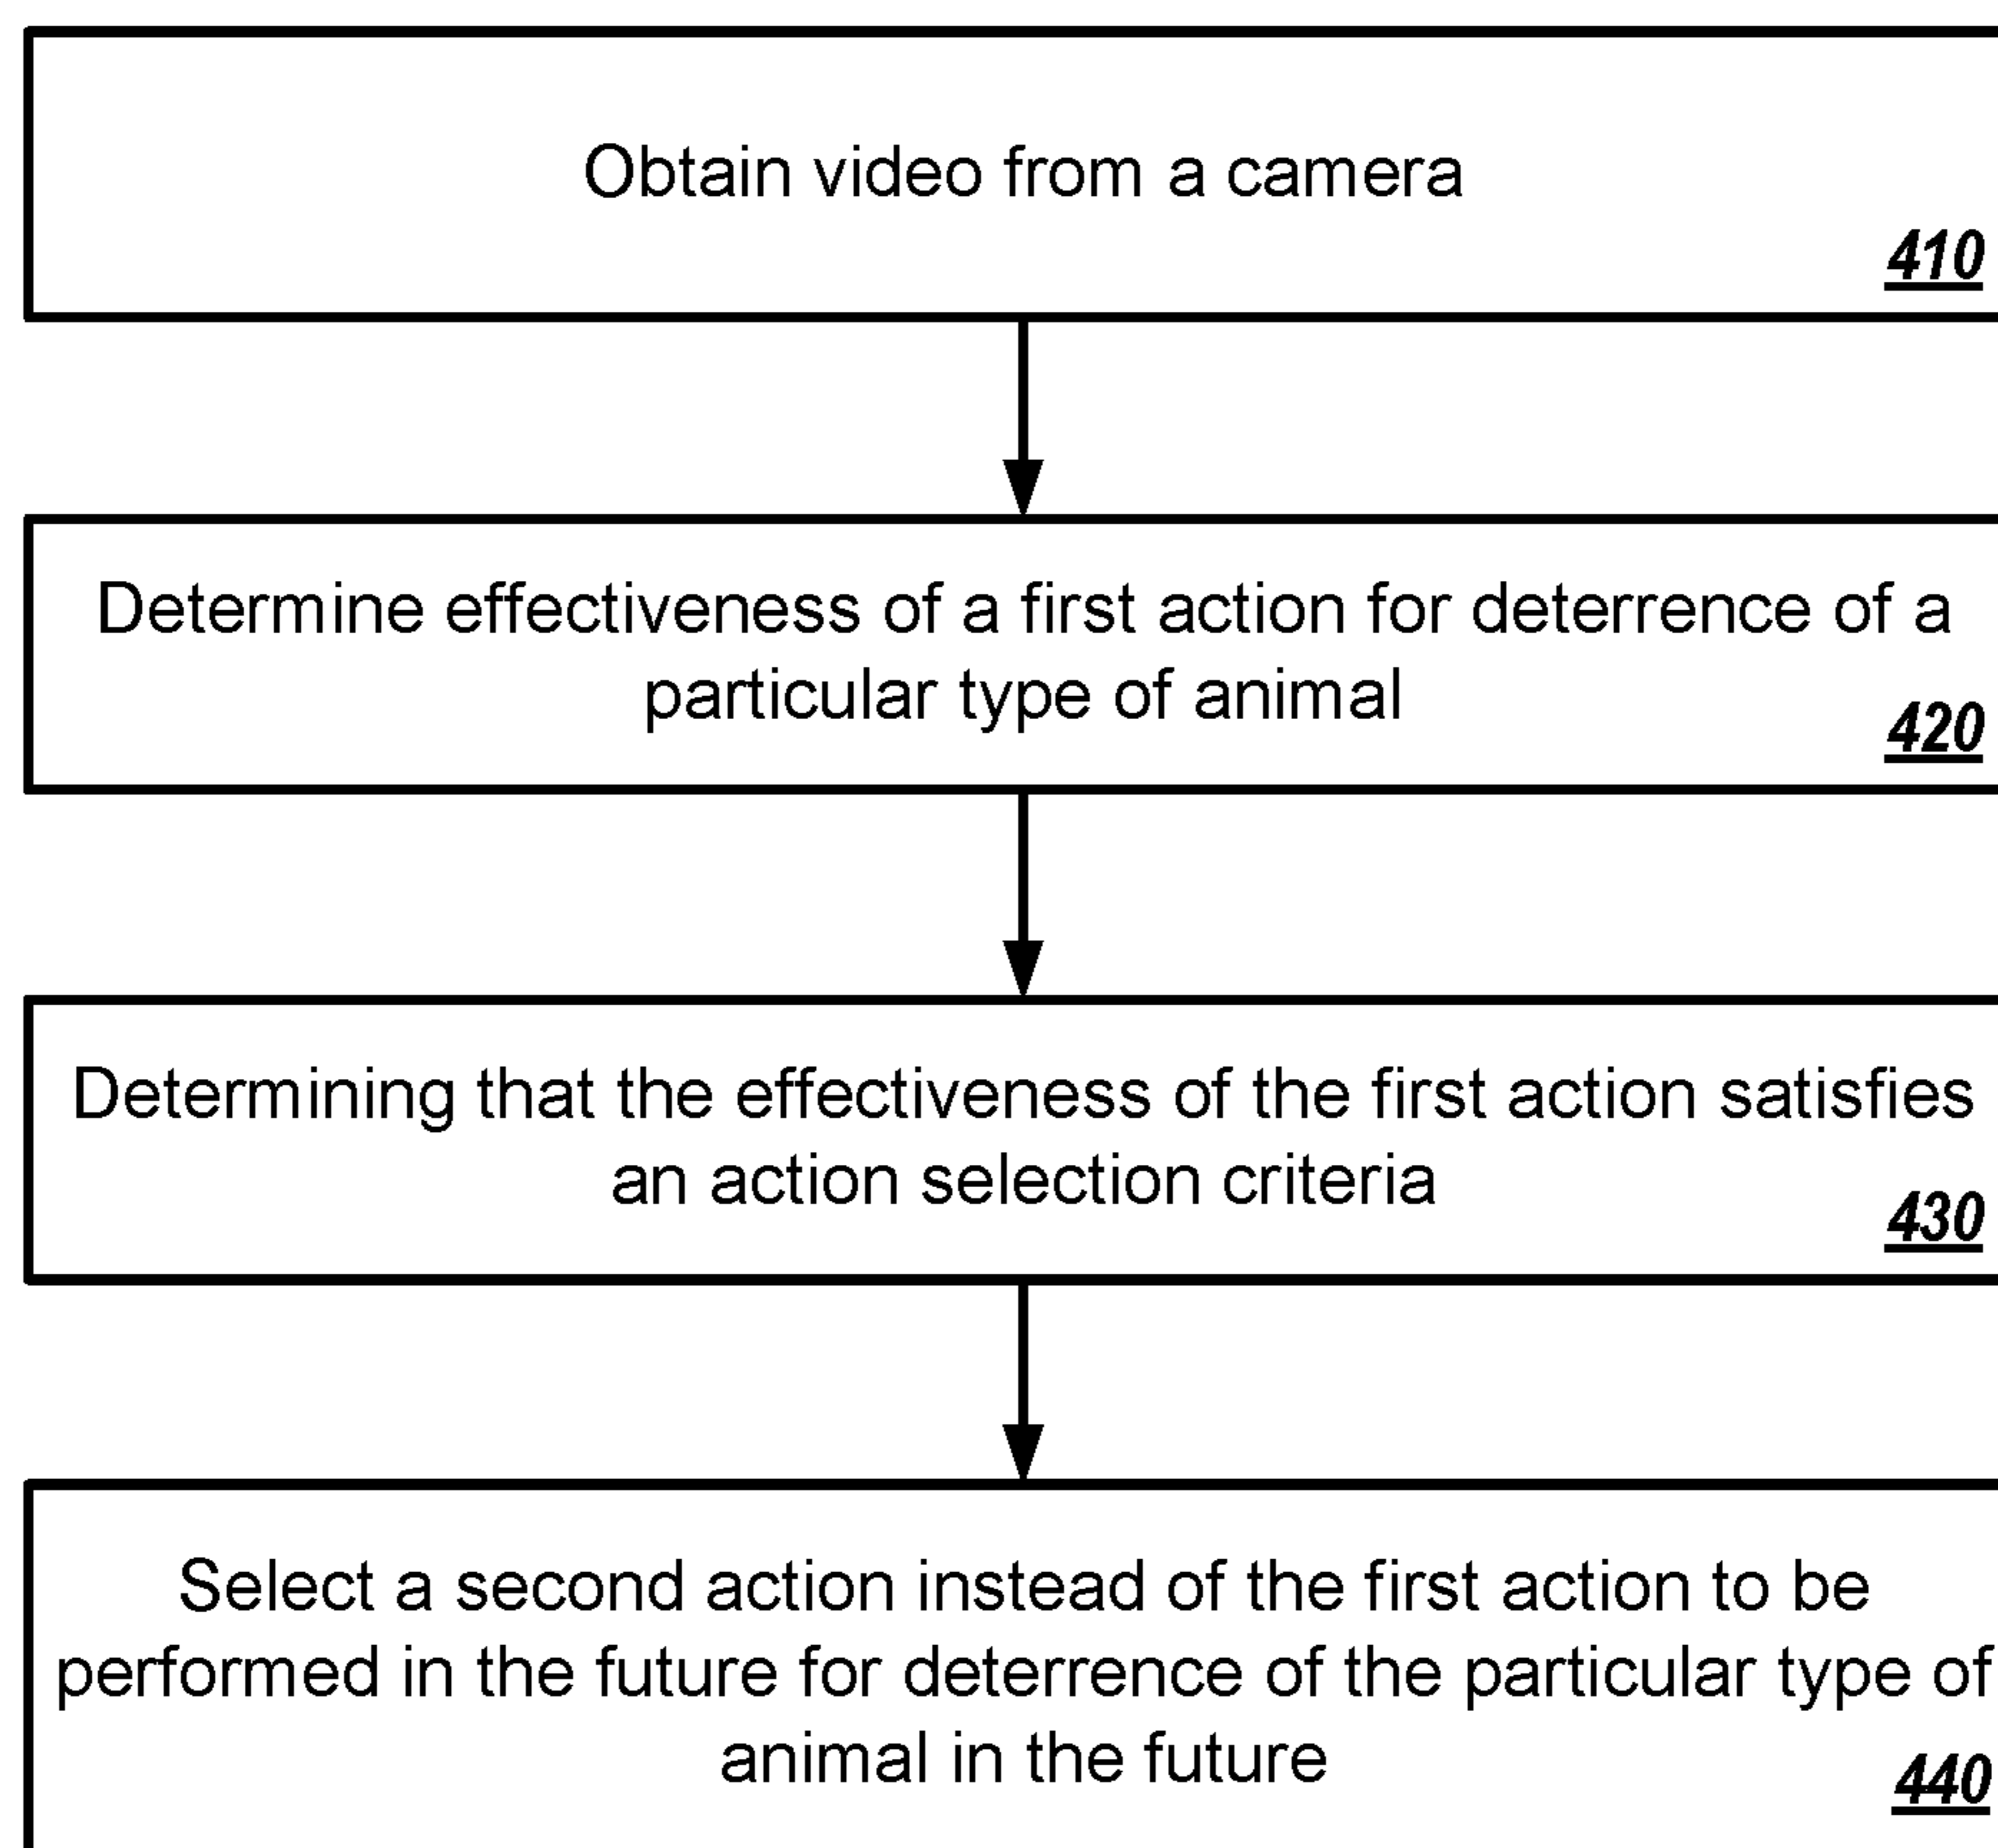 Obtain video from a camera
410
Determine effectiveness of a first action for deterrence of a
particular type of animal
420
Determining that the effectiveness of the first action satisfies
an action selection criteria
430
Select a second action instead of the first action to be
performed in the future for deterrence of the particular type of
animal in the future
440